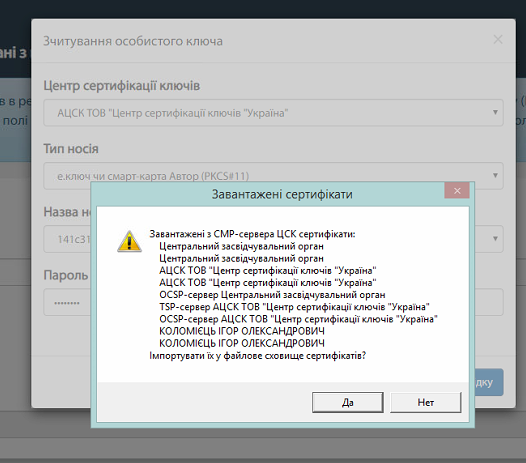 Зчитування особистого ключа
×
ані з
Центр сертифікації ключів
в в ре
АЦСК ТОВ "Центр сертифікації ключів "Україна"
полі
Тип носія
е.ключ чи смарт-карта Автор (PKCS#11)
Завантажені сертифікати
Назва но
141c31
Завантажені з CMP-сервера ЦСК сертифікати:
Центральний засвідчувальний орган
Центральний засвідчувальний орган
АЦСК ТОВ "Центр сертифікації ключів "Україна"
АЦСК ТОВ "Центр сертифікації ключів "Україна"
Пароль
OCSP-сервер Центральний засвідчувальний орган
TSP-сервер АЦСК ТОВ "Центр сертифікації ключів "Україна"
OCSP-сервер АЦСК ТОВ "Центр сертифікації ключів "Україна"
КОЛОМІЄЦЬ ІГОР ОЛЕКСАНДРОВИЧ
КОЛОМІЄЦЬ ІГОР ОЛЕКСАНДРОВИЧ
Імпортувати їх у файлове сховище сертифікатів?
Да
Нет
дку